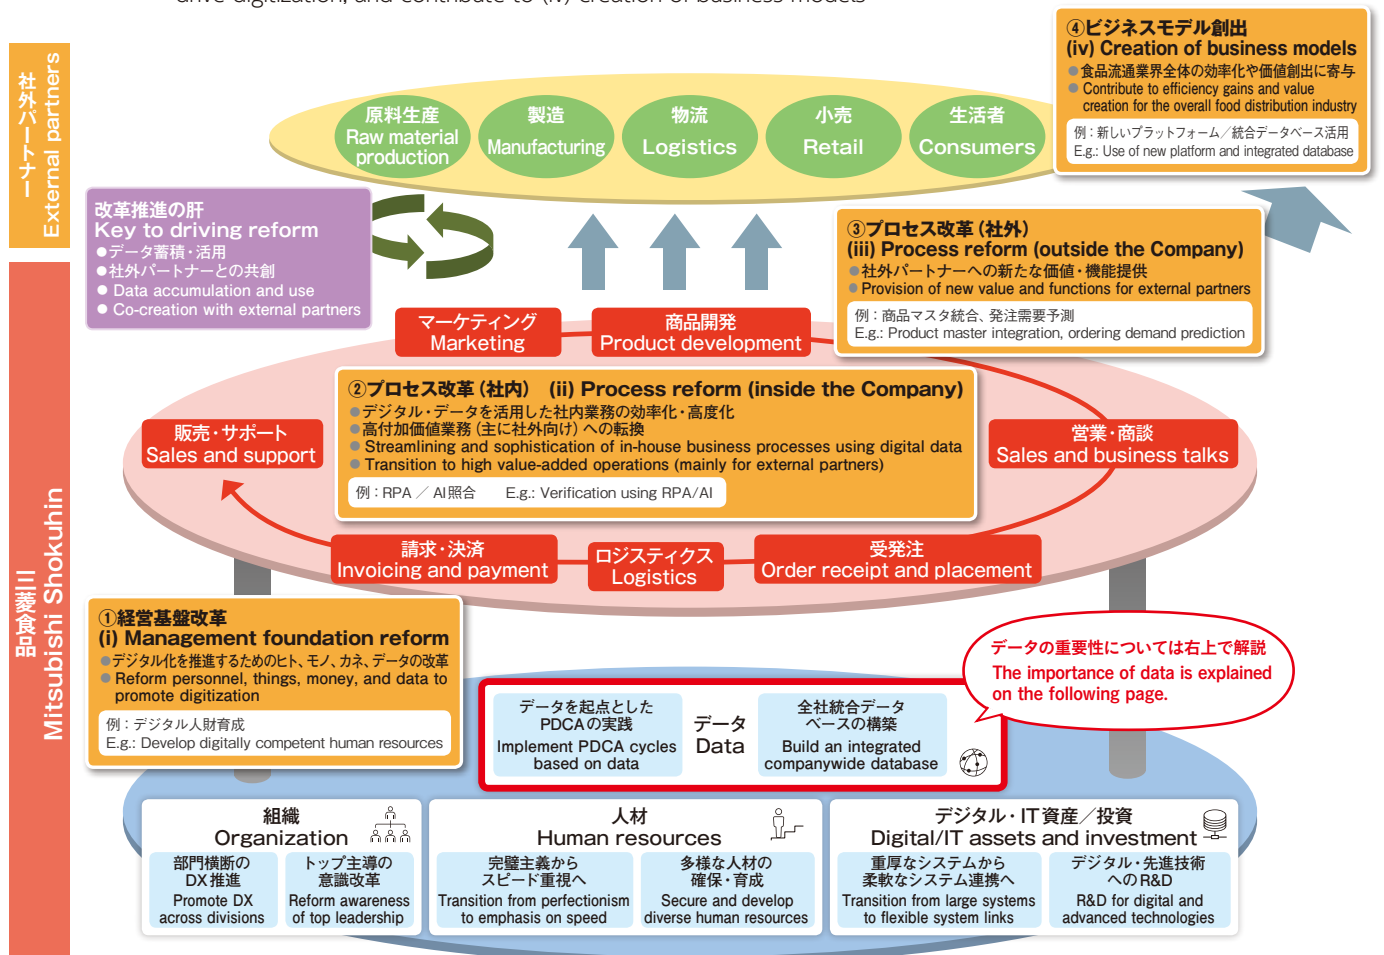 drive digitization, and contribute to (iv) creation of business models
社外パートナー
External partners
④ビジネスモデル創出
(iv) Creation of business models
●食品流通業界全体の効率化や価値創出に寄与
● Contribute to efficiency gains and value
creation for the overall food distribution industry
例：新しいプラットフォーム／統合データベース活用
E.g.: Use of new platform and integrated database
原料生産
Raw material
production
製造
Manufacturing
物流
Logistics
小売
Retail
生活者
Consumers
改革推進の肝
Key to driving reform
●データ蓄積・活用
●社外パートナーとの共創
● Data accumulation and use
● Co-creation with external partners
③プロセス改革（社外）
(iii) Process reform (outside the Company)
●社外パートナーへの新たな価値・機能提供
● Provision of new value and functions for external partners
例：商品マスタ統合、発注需要予測
E.g.: Product master integration, ordering demand prediction
三菱食品
Mitsubishi Shokuhin
マーケティング
Marketing
商品開発
Product development
②プロセス改革（社内） (ii) Process reform (inside the Company)
●デジタル・データを活用した社内業務の効率化・高度化
●高付加価値業務（主に社外向け）への転換
● Streamlining and sophistication of in-house business processes using digital data
● Transition to high value-added operations (mainly for external partners)
例：RPA ／ AI照合 E.g.: Verification using RPA/AI
販売・サポート
Sales and support
営業・商談
Sales and business talks
請求・決済
Invoicing and payment
ロジスティクス
Logistics
受発注
Order receipt and placement
①経営基盤改革
(i) Management foundation reform
●デジタル化を推進するためのヒト、モノ、カネ、データの改革
● Reform personnel, things, money, and data to
promote digitization
例：デジタル人財育成
E.g.: Develop digitally competent human resources
データの重要性については右上で解説
The importance of data is explained
on the following page.
データを起点とした
PDCAの実践
Implement PDCA cycles
based on data
データ
Data
全社統合データ
ベースの構築
Build an integrated
companywide database
組織
Organization
部門横断の
DX推進
Promote DX
across divisions
トップ主導の
意識改革
Reform awareness
of top leadership
人材
Human resources
完璧主義から
スピード重視へ
Transition from perfectionism
to emphasis on speed
多様な人材の
確保・育成
Secure and develop
diverse human resources
デジタル・IT資産／投資
Digital/IT assets and investment
重厚なシステムから
柔軟なシステム連携へ
Transition from large systems
to flexible system links
デジタル・先進技術
へのR&D
R&D for digital and
advanced technologies